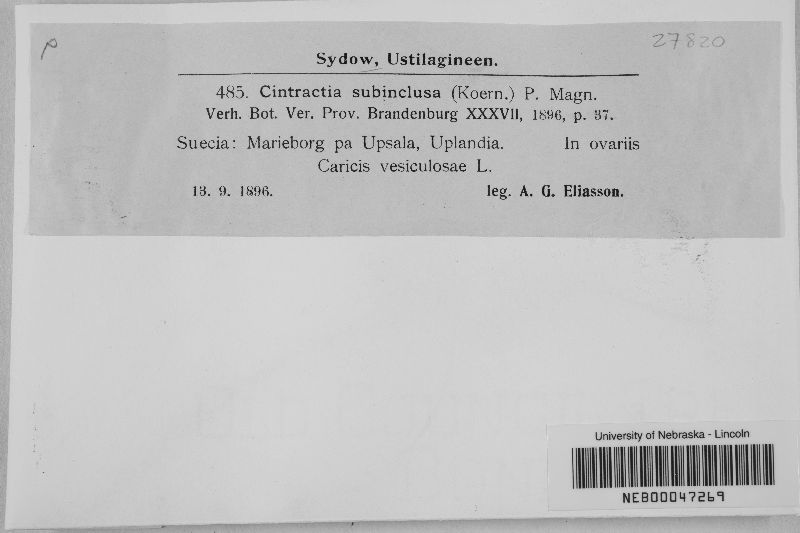 p
27820
Sydow, Ustilagineen.
485. Cintractia subinclusa (Koern.) P. Magn.
Verh. Bot. Ver. Prov. Brandenburg XXXVII, 1896, p. 37.
Suecia: Marieborg pa Upsala, Uplandia. In ovariis
Caricis vesiculosae L.
13. 9. 1896. leg. A. G. Eliasson.
University of Nebraska - Lincoln
NEB00047269